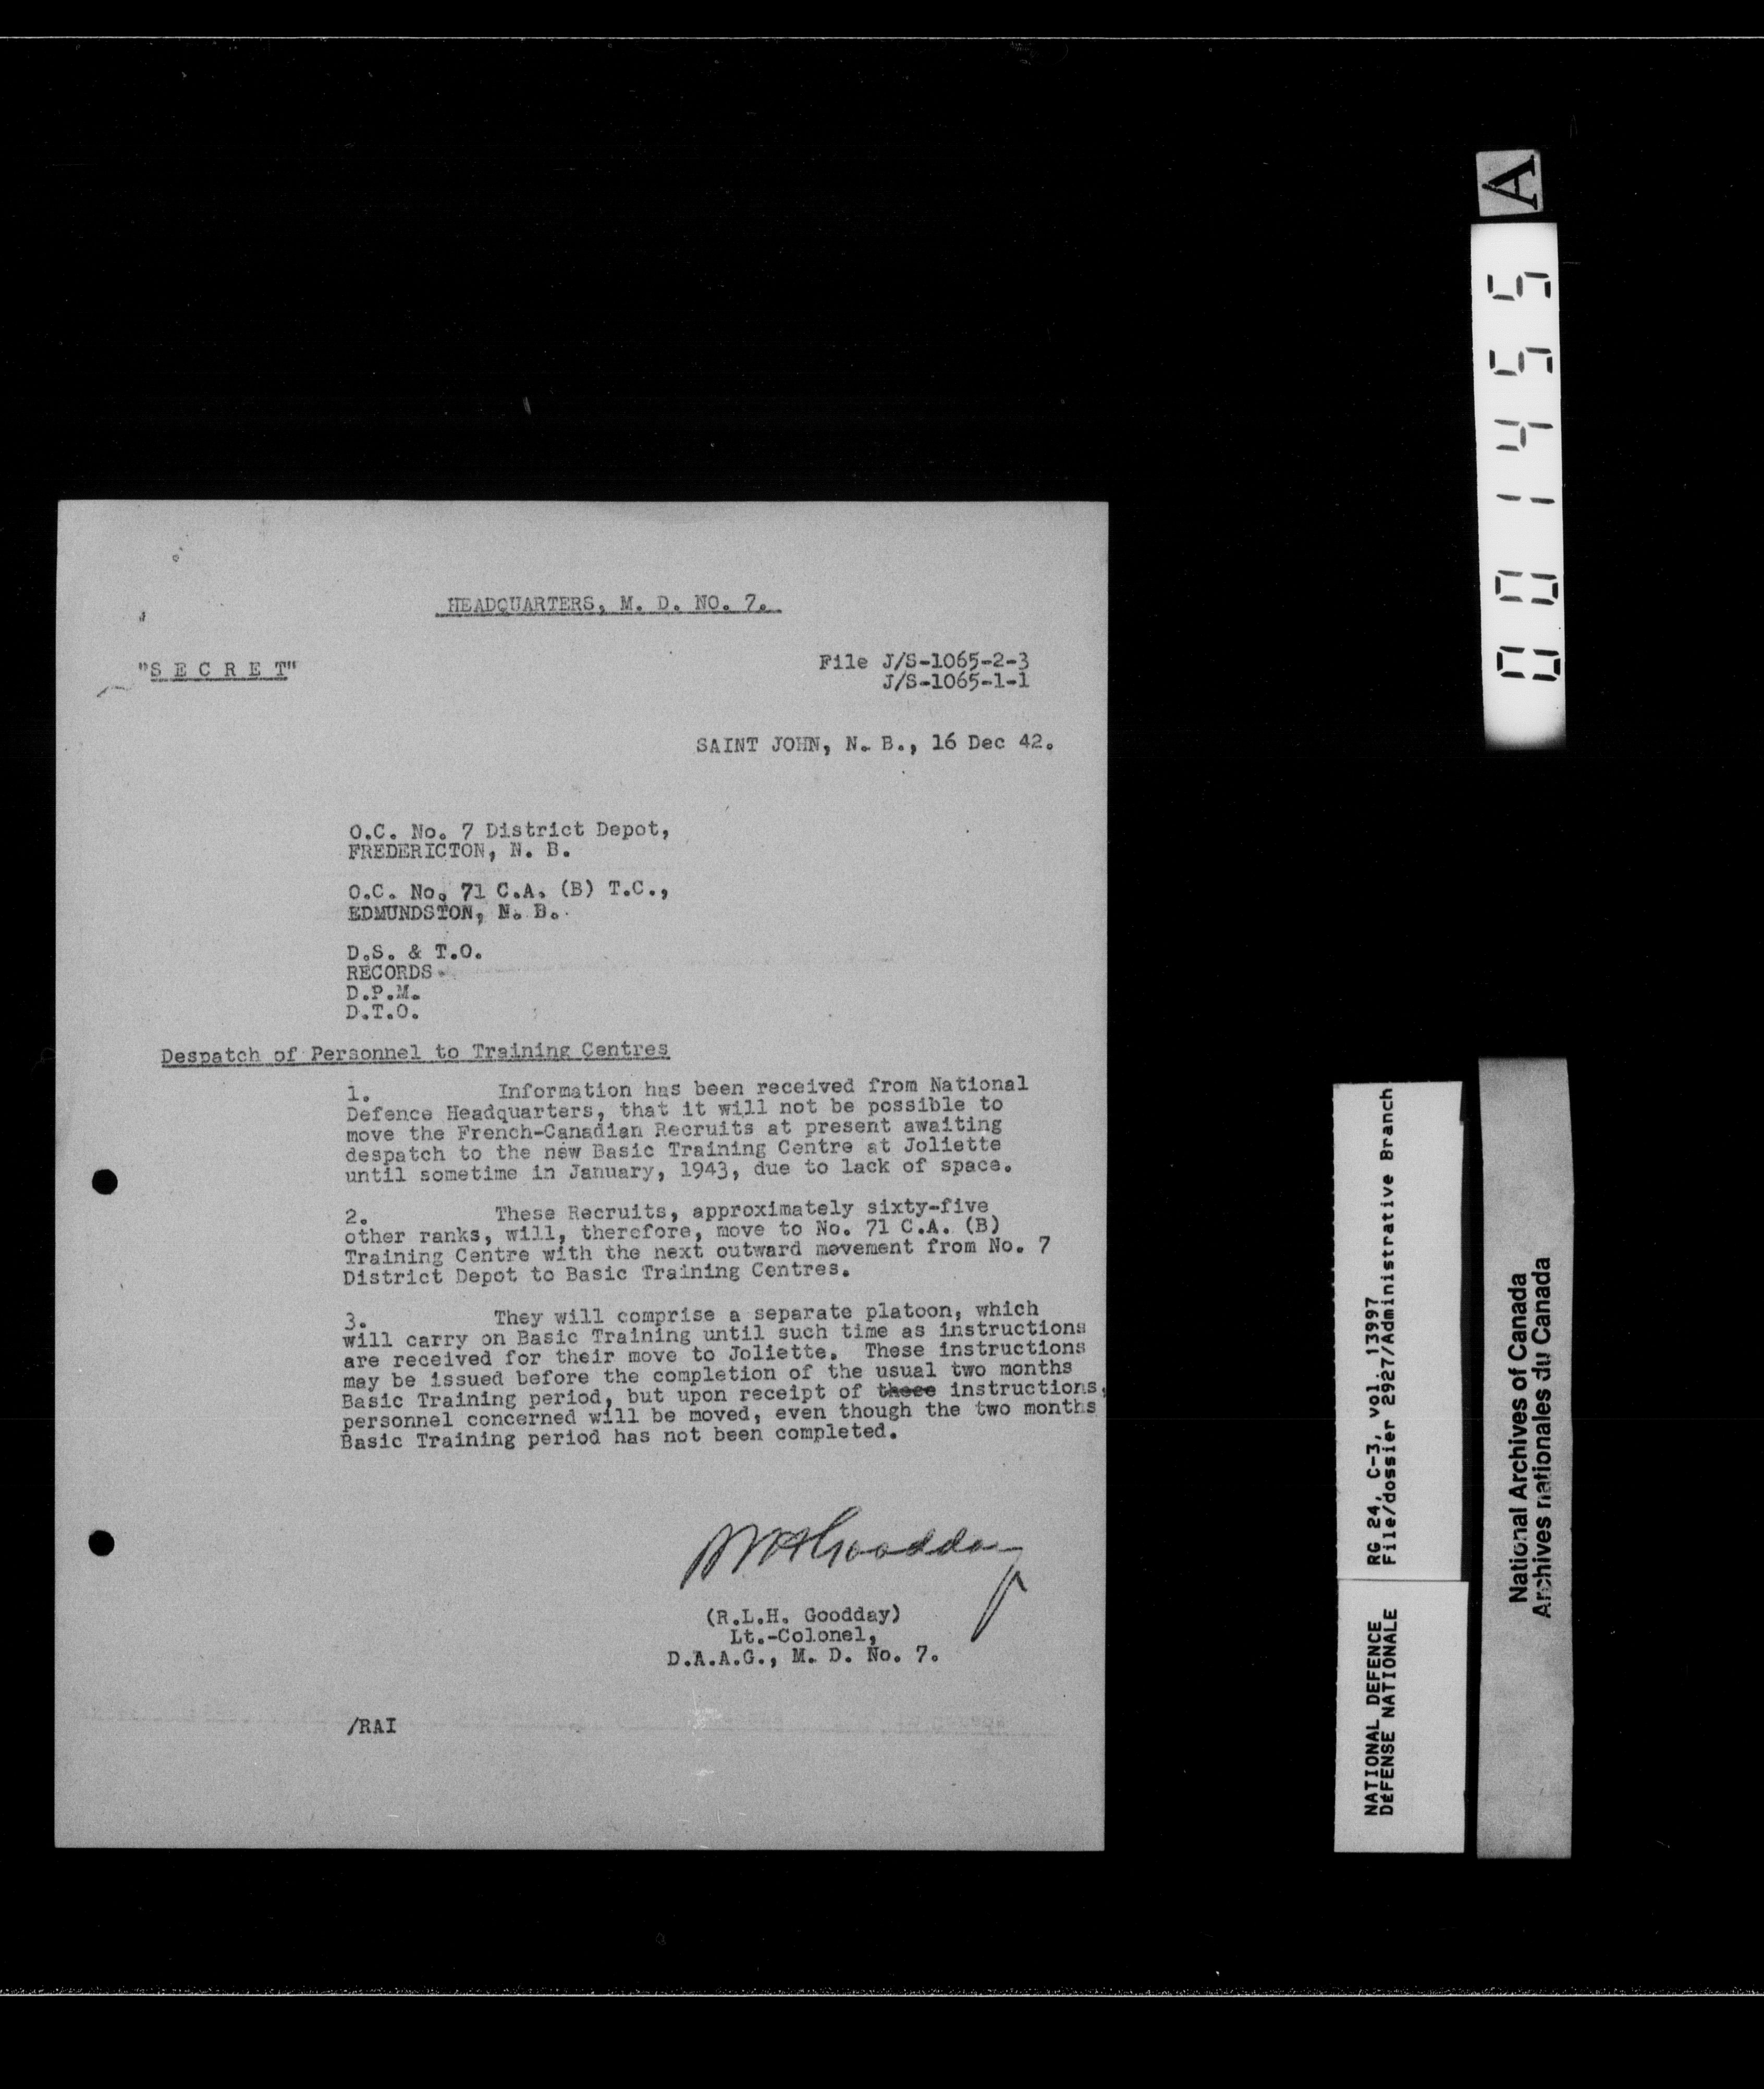 HEADQUARTERS, M. D. NO. 7.
"S E C R E T"
File J/S-1065-2-3
J/S-1065-1-1
SAINT JOHN, N. B., 16 Dec 42.
O.C. No. 7 District Depot,
FREDERICTON, N. B.
O.C. No. 71 C.A. (B) T.C.,
EDMUNDSTON, N. B.
D.S. & T.O.
RECORDS
D.P.M.
D.T.O.
Despatch of Personnel to Training Centres
1. Information has been received from National
Defence Headquarters, that it will not be possible to
move the French-Canadian Recruits at present awaiting
despatch to the new Basic Training Centre at Joliette
until sometime in January, 1943, due to lack of space.
2. These Recruits, approximately sixty-five
other ranks, will, therefore, move to No. 71 C.A. (B)
Training Centre with the next outward movement from No. 7
District Depot to Basic Training Centres.
3. They will comprise a separate platoon, which
will carry on Basic Training until such time as instructions
are received for their move to Joliette. These instructions
may be issued before the completion of the usual two months
Basic Training period, but upon receipt of these instructions,
personnel concerned will be moved, even though the two months
Basic Training period has not been completed.
(R.L.H. Goodday)
Lt.-Colonel,
D.A.A.G., M. D. No. 7.
/RAI
A
001455
RG 24, C-3, vol. 13997
File/dossier 2927/Administrative Branch
NATIONAL DEFENCE
DÉFENSE NATIONALE
National Archives of Canada
Archives nationales du Canada